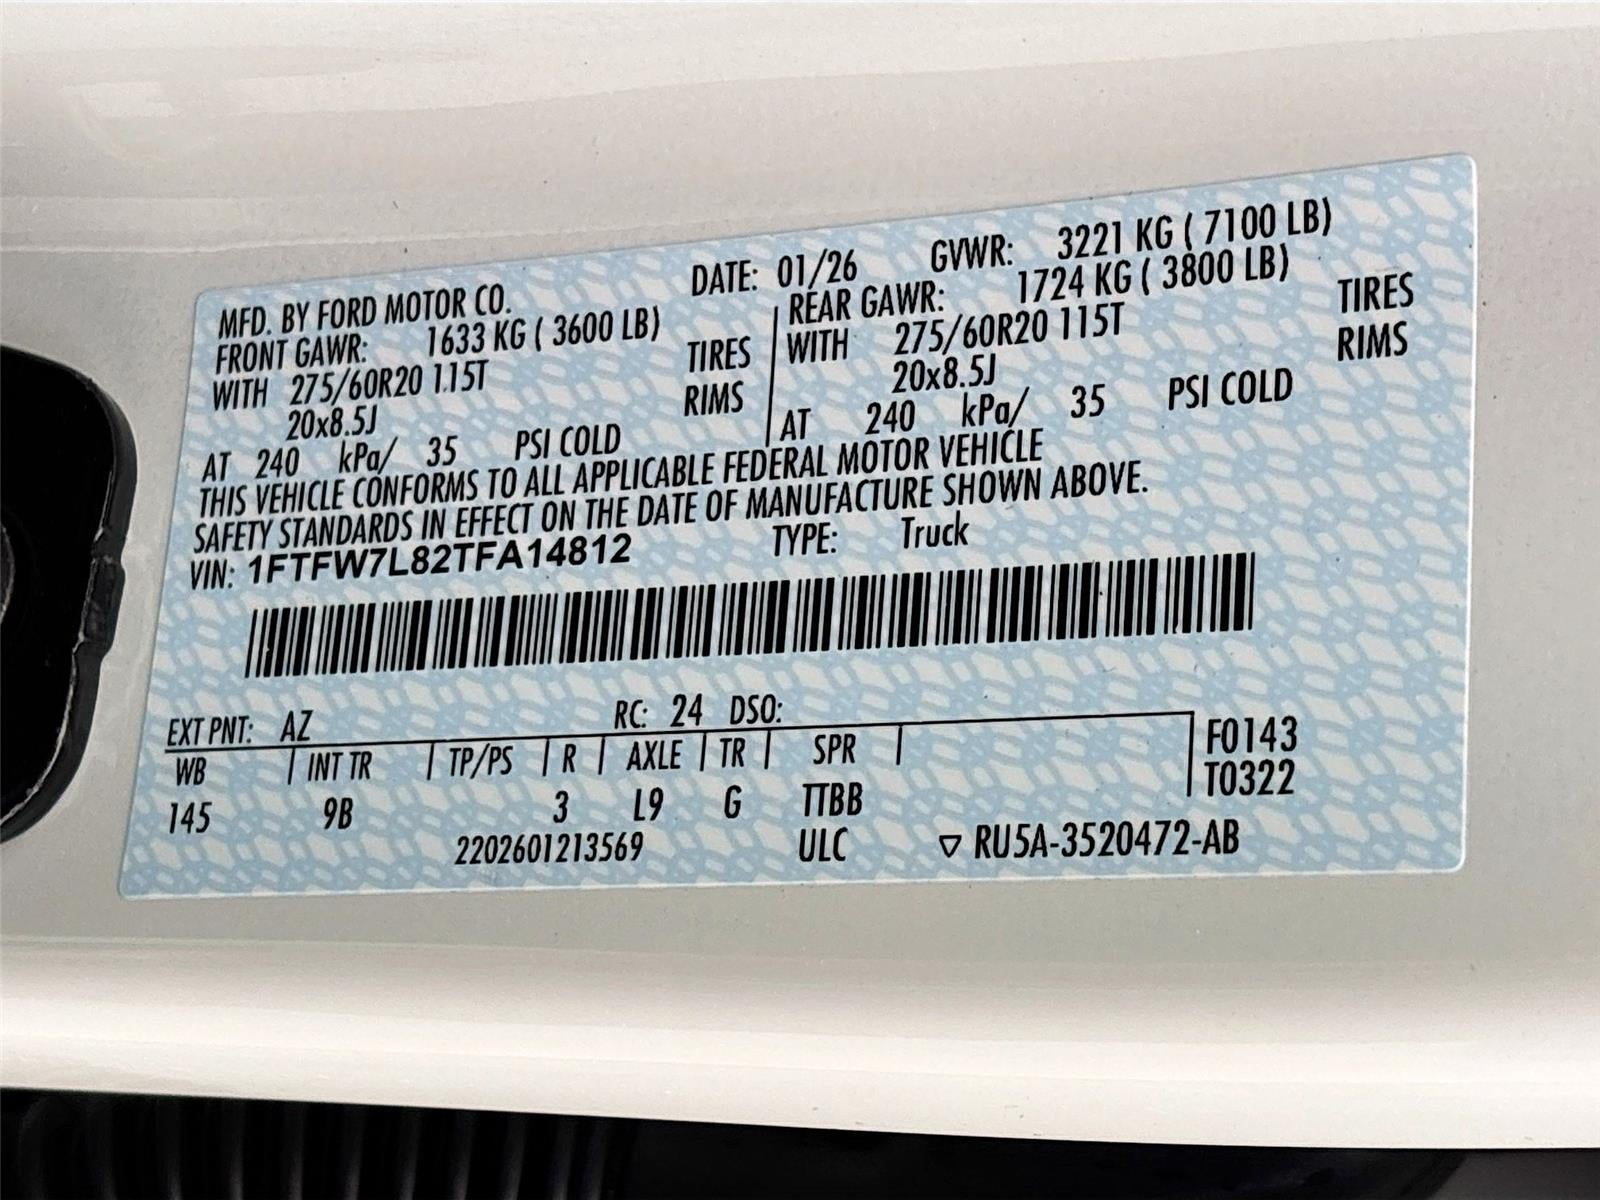 MFD. BY FORD MOTOR CO. DATE: 01/26 GVWR: 3221 KG ( 7100 LB)
FRONT GAWR: 1633 KG ( 3600 LB) REAR GAWR: 1724 KG ( 3800 LB)
WITH 275/60R20 115T TIRES WITH 275/60R20 115T TIRES
20x8.5J RIMS 20x8.5J RIMS
AT 240 kPa/ 35 PSI COLD AT 240 kPa/ 35 PSI COLD
THIS VEHICLE CONFORMS TO ALL APPLICABLE FEDERAL MOTOR VEHICLE
SAFETY STANDARDS IN EFFECT ON THE DATE OF MANUFACTURE SHOWN ABOVE.
VIN: 1FTFW7L82TFA14812 TYPE: Truck
EXT PNT: AZ RC: 24 DSO:
WB | INT TR | TP/PS | R | AXLE | TR | SPR | F0143
T0322
145 9B 3 L9 G TTBB
2202601213569 ULC ▽ RU5A-3520472-AB